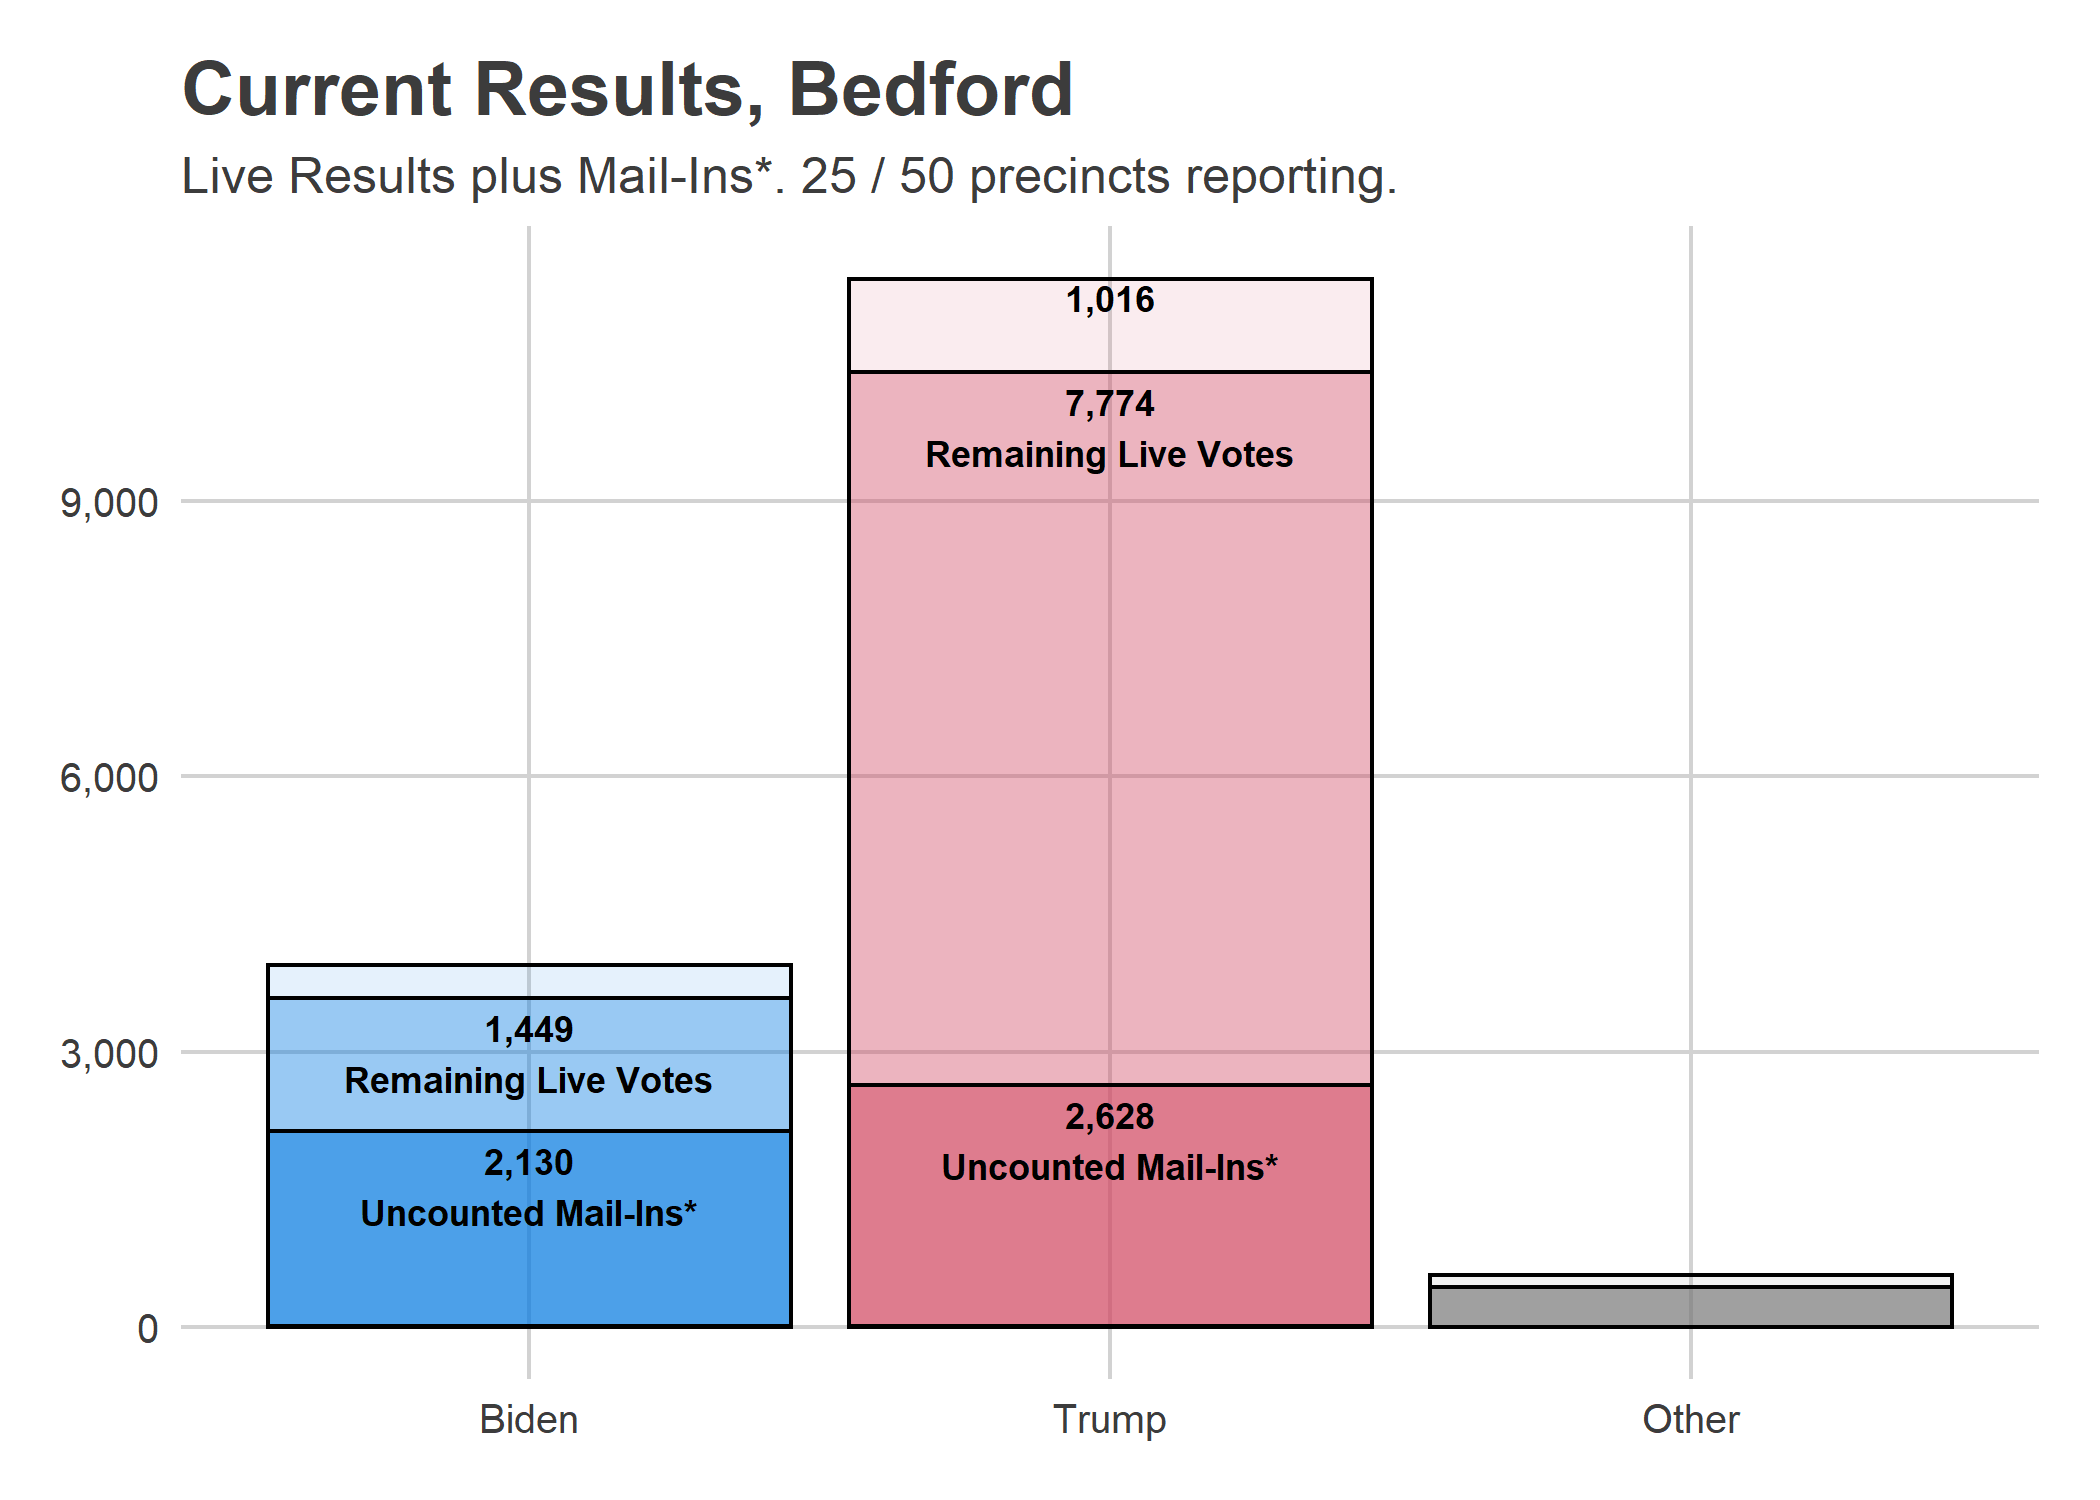 Current Results, Bedford
Live Results plus Mail-Ins*. 25 / 50 precincts reporting.
1,016
7,774
Remaining Live Votes
9,000
6,000
1,449
Remaining Live Votes
3,000
2,628
Uncounted Mail-Ins*
2,130
Uncounted Mail-Ins*
0
Biden
Trump
Other